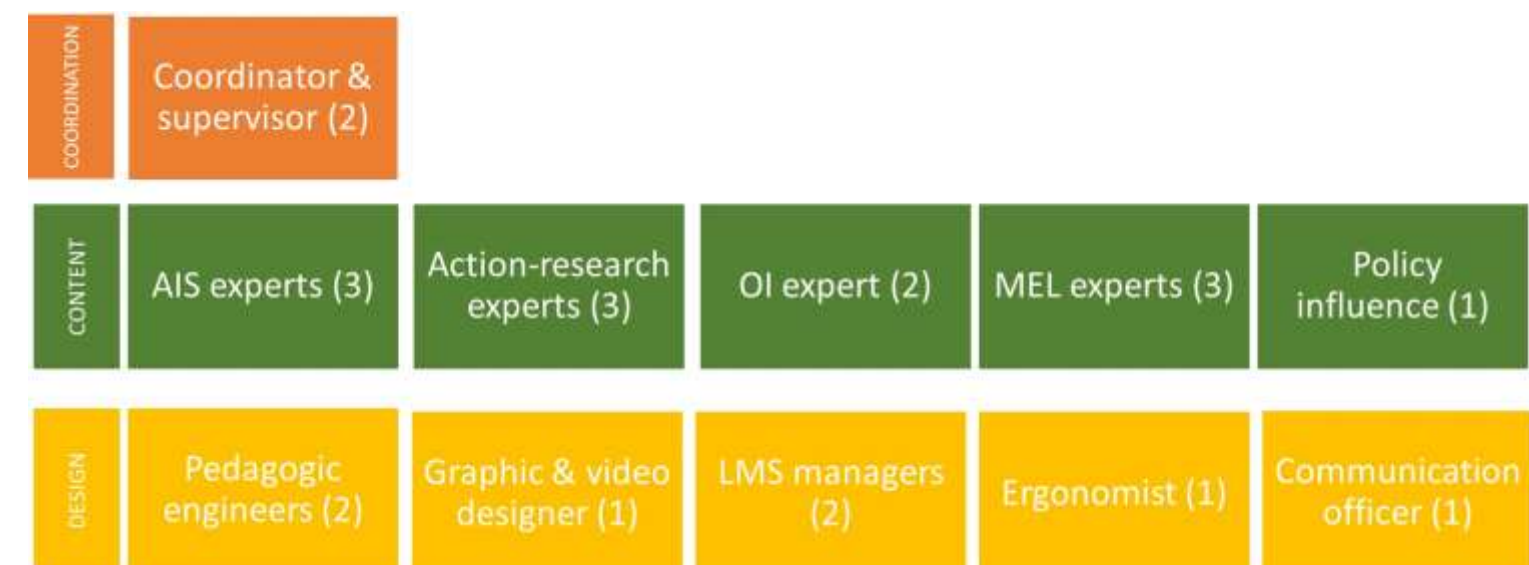 COORDINATION
Coordinator &
supervisor (2)
CONTENT
AIS experts (3)
Action-research
experts (3)
OI expert (2)
MEL experts (3)
Policy
influence (1)
DESIGN
Pedagogic
engineers (2)
Graphic & video
designer (1)
LMS managers
(2)
Ergonomist (1)
Communication
officer (1)